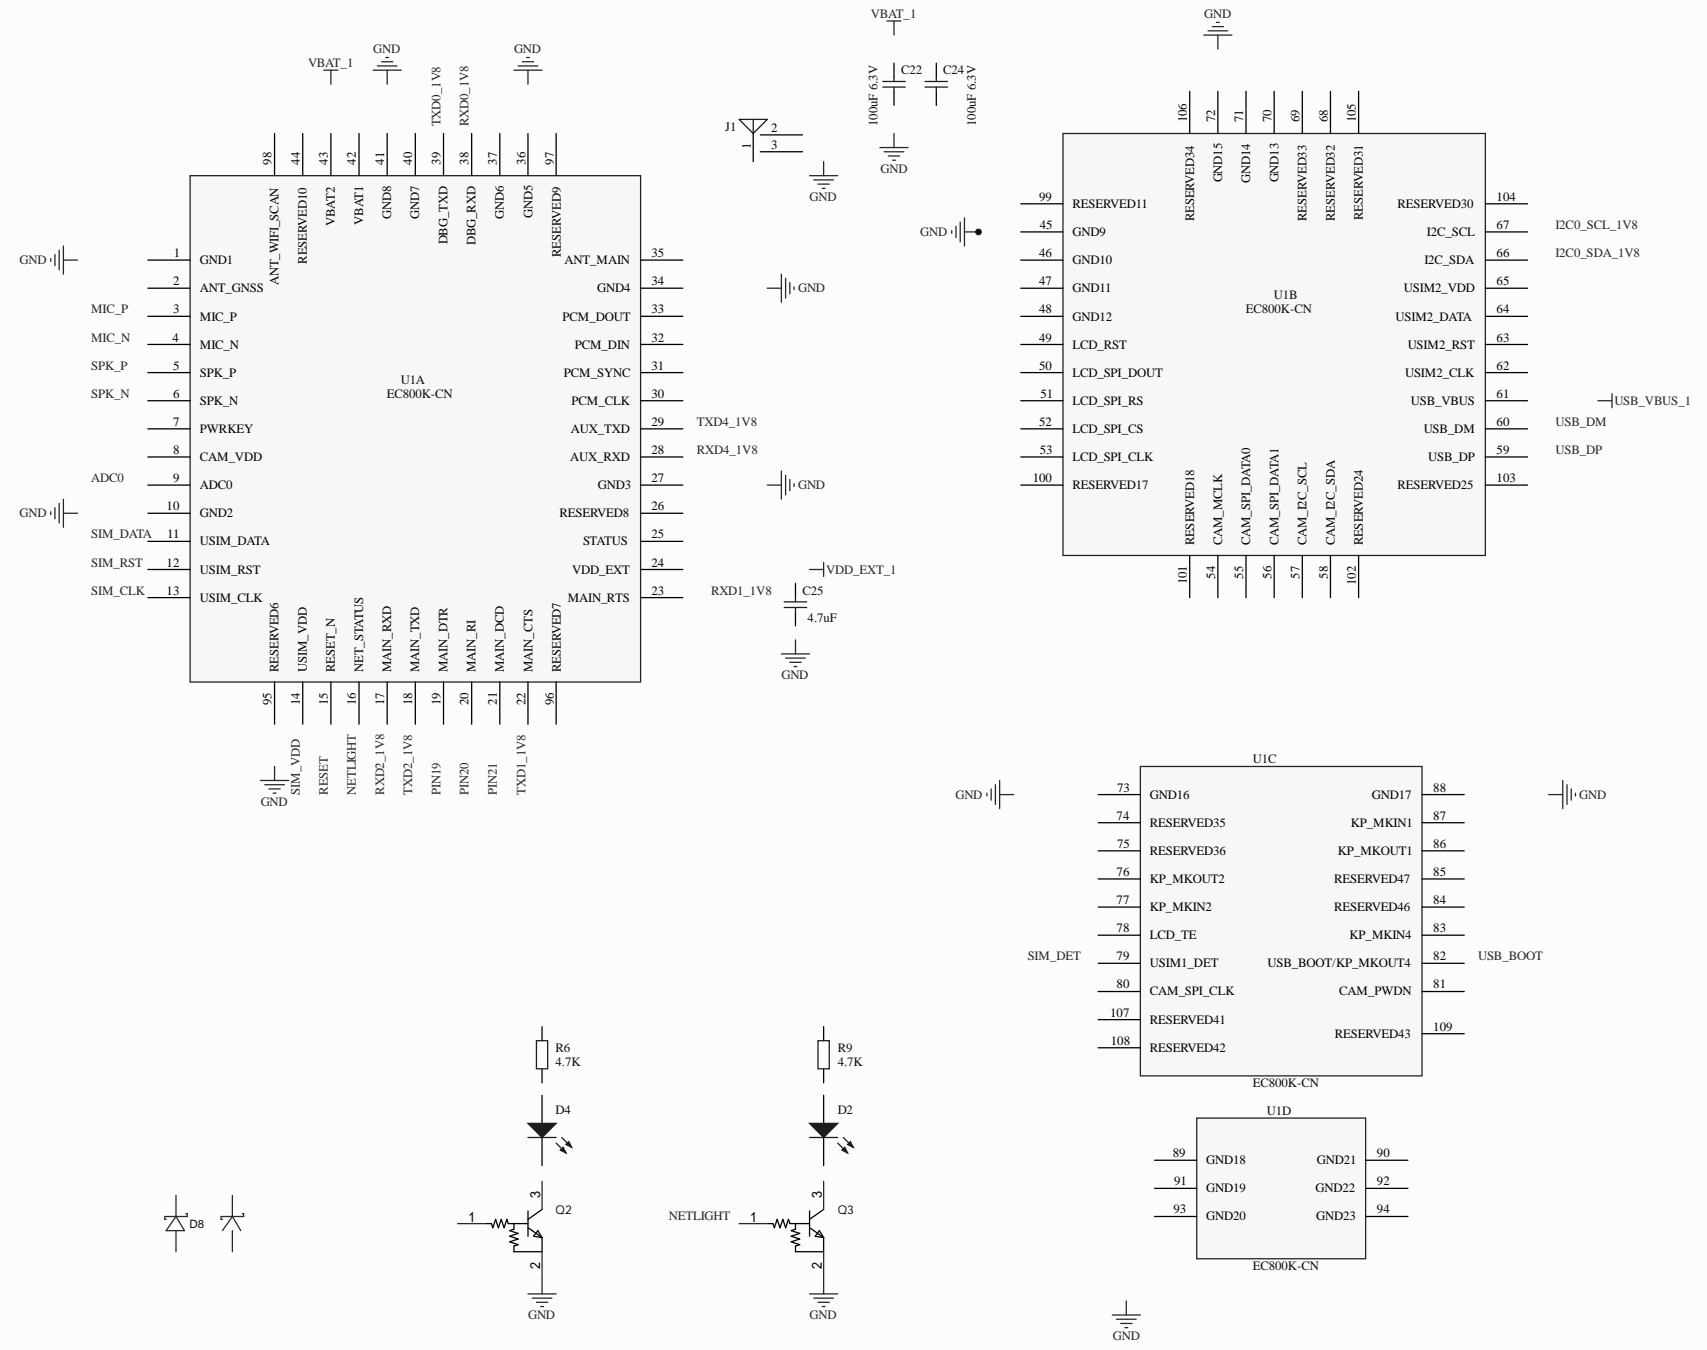 VBAT_1
GND
GND
VBAT_1
GND
TXD0_1V8
RXD0_1V8
98
44
43
42
41
40
39
38
37
36
97
ANT_WIFI_SCAN
RESERVED10
VBAT2
VBAT1
GND8
GND7
DBG_TXD
DBG_RXD
GND6
GND5
RESERVED9
GND
1 GND1
2 ANT_GNSS
MIC_P 3 MIC_P
MIC_N 4 MIC_N
SPK_P 5 SPK_P
SPK_N 6 SPK_N
7 PWRKEY
8 CAM_VDD
ADC0 9 ADC0
GND 10 GND2
SIM_DATA 11 USIM_DATA
SIM_RST 12 USIM_RST
SIM_CLK 13 USIM_CLK
U1A
EC800K-CN
ANT_MAIN 35
GND4 34 GND
PCM_DOUT 33
PCM_DIN 32
PCM_SYNC 31
PCM_CLK 30
AUX_TXD 29 TXD4_1V8
AUX_RXD 28 RXD4_1V8
GND3 27 GND
RESERVED8 26
STATUS 25
VDD_EXT 24 VDD_EXT_1
MAIN_RTS 23 RXD1_1V8
C25
4.7uF
GND
RESERVED6
USIM_VDD
RESET_N
NET_STATUS
MAIN_RXD
MAIN_TXD
MAIN_DTR
MAIN_RI
MAIN_DCD
MAIN_CTS
RESERVED7
95
14
15
16
17
18
19
20
21
22
96
GND
SIM_VDD
RESET
NETLIGHT
RXD2_1V8
TXD2_1V8
PIN19
PIN20
PIN21
TXD1_1V8
J1
1
2
3
GND
C22
100uF 6.3V
C24
100uF 6.3V
GND
GND
106
72
71
70
69
68
105
RESERVED34
GND15
GND14
GND13
RESERVED33
RESERVED32
RESERVED31
99 RESERVED11
GND 45 GND9
46 GND10
47 GND11
48 GND12
49 LCD_RST
50 LCD_SPI_DOUT
51 LCD_SPI_RS
52 LCD_SPI_CS
53 LCD_SPI_CLK
100 RESERVED17
U1B
EC800K-CN
RESERVED30 104
I2C_SCL 67 I2C0_SCL_1V8
I2C_SDA 66 I2C0_SDA_1V8
USIM2_VDD 65
USIM2_DATA 64
USIM2_RST 63
USIM2_CLK 62
USB_VBUS 61 USB_VBUS_1
USB_DM 60 USB_DM
USB_DP 59 USB_DP
RESERVED25 103
RESERVED18
CAM_MCLK
CAM_SPI_DATA0
CAM_SPI_DATA1
CAM_I2C_SCL
CAM_I2C_SDA
RESERVED24
101
54
55
56
57
58
102
U1C
GND 73 GND16
74 RESERVED35
75 RESERVED36
76 KP_MKOUT2
77 KP_MKIN2
78 LCD_TE
SIM_DET 79 USIM1_DET
80 CAM_SPI_CLK
107 RESERVED41
108 RESERVED42
GND17 88 GND
KP_MKIN1 87
KP_MKOUT1 86
RESERVED47 85
RESERVED46 84
KP_MKIN4 83
USB_BOOT/KP_MKOUT4 82 USB_BOOT
CAM_PWDN 81
RESERVED43 109
EC800K-CN
U1D
89 GND18 GND21 90
91 GND19 GND22 92
93 GND20 GND23 94
EC800K-CN
GND
D8
R6
4.7K
D4
3
Q2
1
2
GND
R9
4.7K
D2
3
Q3
NETLIGHT 1
2
GND